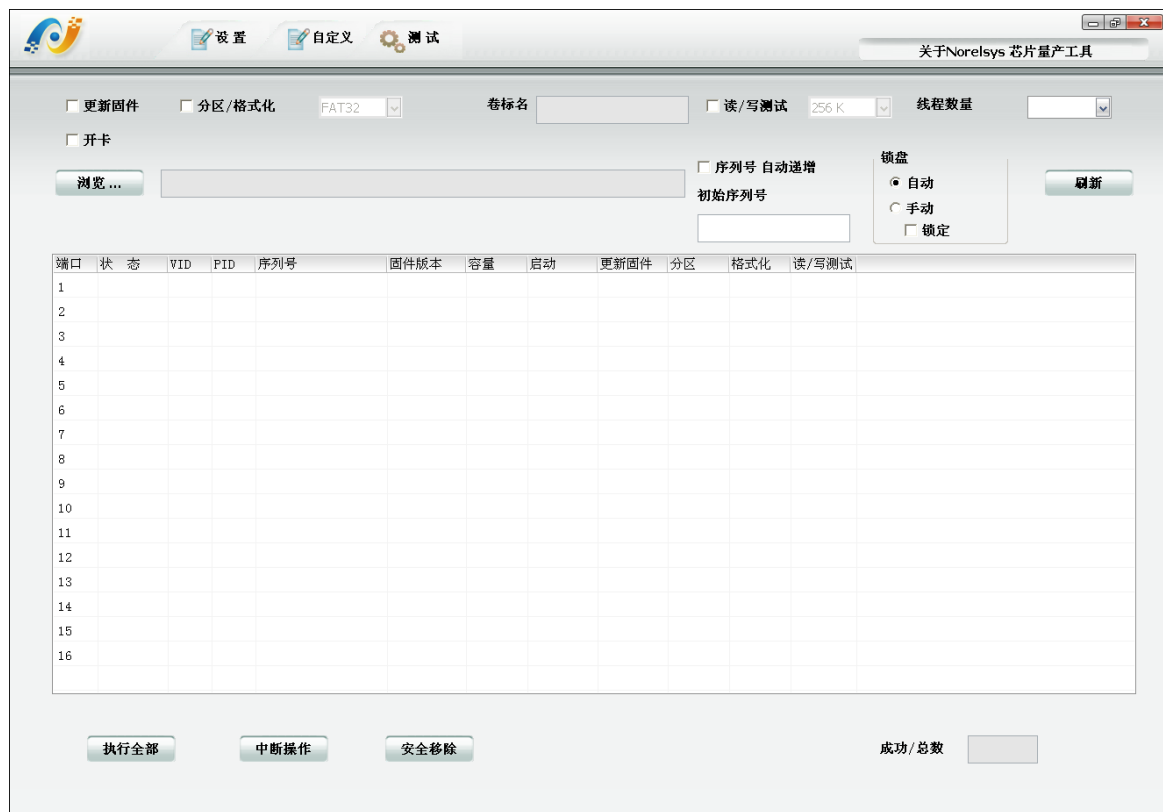 设 置 自定义 测 试
关于Norelsys 芯片量产工具
更新固件 分区/格式化 FAT32 卷标名 读/写测试 256 K 线程数量
开卡
浏览 ... 序列号 自动递增 锁盘
自动 刷新
初始序列号
手动
锁定
端口 状 态 VID PID 序列号 固件版本 容量 启动 更新固件 分区 格式化 读/写测试
1
2
3
4
5
6
7
8
9
10
11
12
13
14
15
16
执行全部 中断操作 安全移除 成功/总数